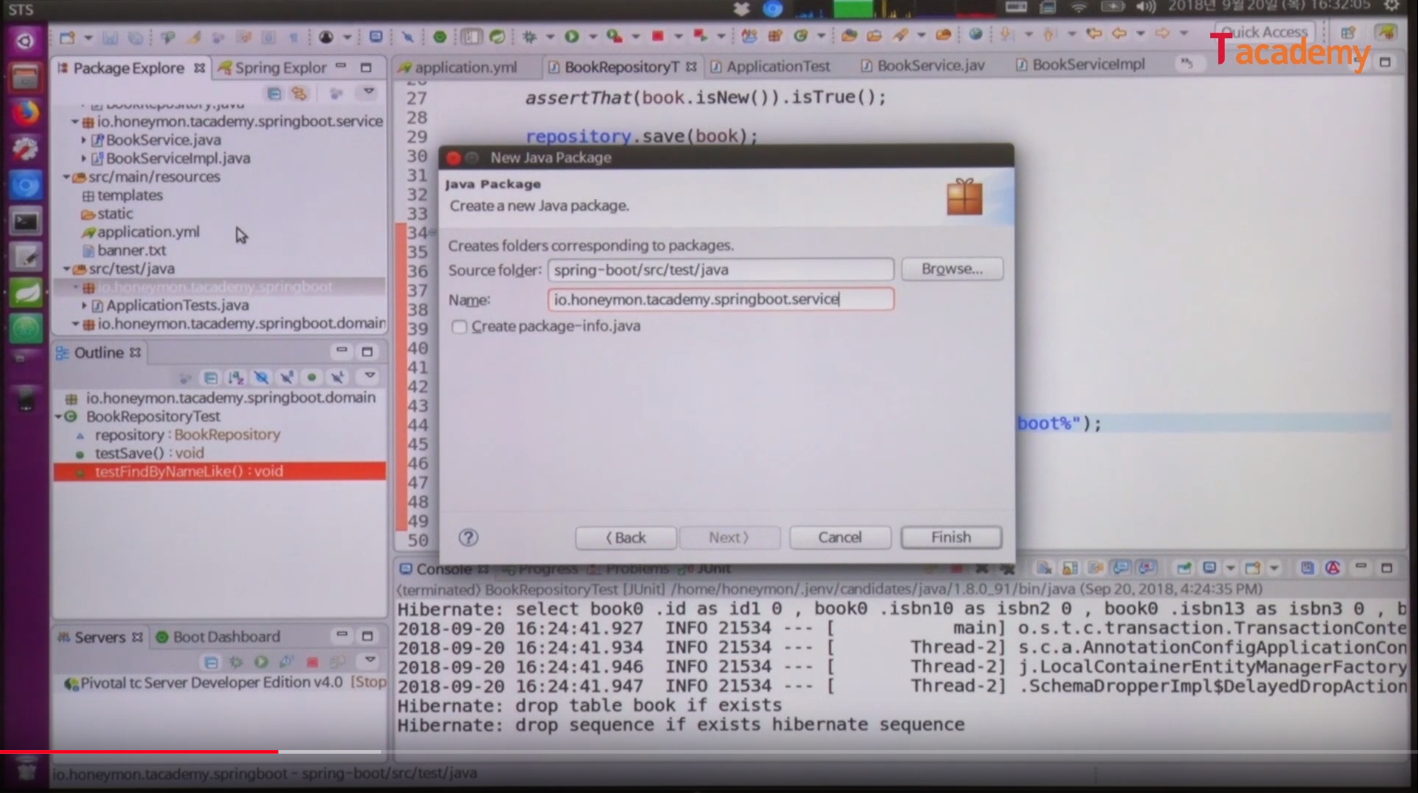 STS
2018년 9월20일 (목) 16:32:05
Quick Access
Tacademy
Package Explore
Spring Explor
application.yml
BookRepositoryT
ApplicationTest
BookService.jav
BookServiceImpl
BookRepository.java
io.honeymon.tacademy.springboot.service
BookService.java
BookServiceImpl.java
src/main/resources
templates
static
application.yml
banner.txt
src/test/java
io.honeymon.tacademy.springboot
ApplicationTests.java
io.honeymon.tacademy.springboot.domain
27 assertThat(book.isNew()).isTrue();
28
29 repository.save(book);
30
31
32
33
34
35
36
37
38
39
40
41
42
43
44 boot%");
45
46
47
48
49
50
New Java Package
Java Package
Create a new Java package.
Creates folders corresponding to packages.
Source folder: spring-boot/src/test/java Browse...
Name: io.honeymon.tacademy.springboot.service
Create package-info.java
< Back Next > Cancel Finish
Outline
io.honeymon.tacademy.springboot.domain
BookRepositoryTest
repository : BookRepository
testSave() : void
testFindByNameLike() : void
Servers
Boot Dashboard
Pivotal tc Server Developer Edition v4.0 [Stop
Console Progress Problems JUnit
<terminated> BookRepositoryTest [JUnit] /home/honeymon/.jenv/candidates/java/1.8.0_91/bin/java (Sep 20, 2018, 4:24:35 PM)
Hibernate: select book0_.id as id1_0_, book0_.isbn10 as isbn2_0_, book0_.isbn13 as isbn3_0_, b
2018-09-20 16:24:41.927 INFO 21534 --- [ main] o.s.t.c.transaction.TransactionConte
2018-09-20 16:24:41.934 INFO 21534 --- [ Thread-2] s.c.a.AnnotationConfigApplicationCon
2018-09-20 16:24:41.946 INFO 21534 --- [ Thread-2] j.LocalContainerEntityManagerFactory
2018-09-20 16:24:41.947 INFO 21534 --- [ Thread-2] .SchemaDropperImpl$DelayedDropAction
Hibernate: drop table book if exists
Hibernate: drop sequence if exists hibernate_sequence
io.honeymon.tacademy.springboot - spring-boot/src/test/java